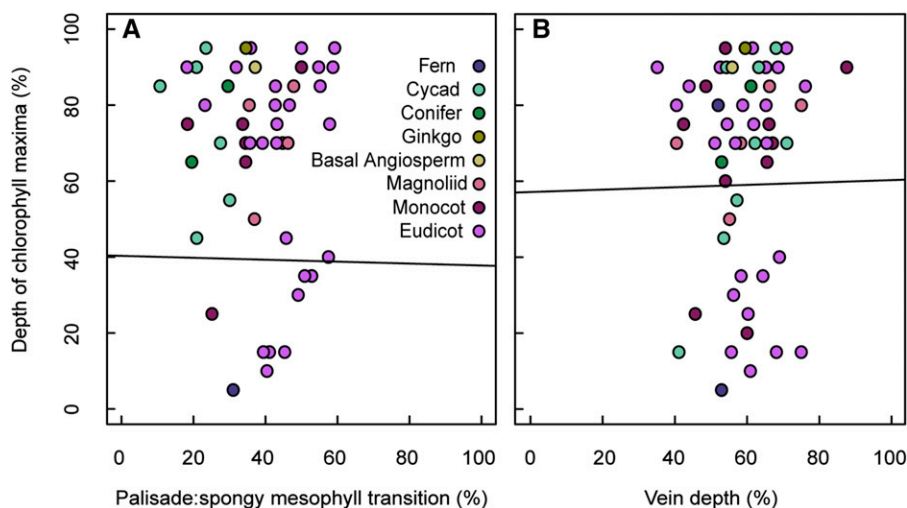 A
B
Depth of chlorophyll maxima (%)
100
80
60
40
20
0
Fern
Cycad
Conifer
Ginkgo
Basal Angiosperm
Magnoliid
Monocot
Eudicot
0 20 40 60 80 100
0 20 40 60 80 100
Palisade:spongy mesophyll transition (%)
Vein depth (%)